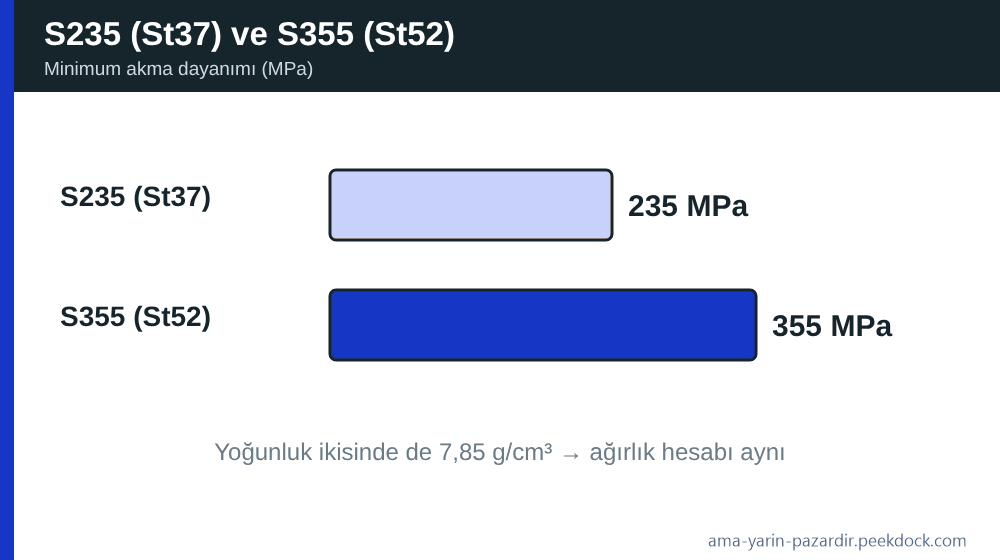 S235 (St37) ve S355 (St52)
Minimum akma dayanımı (MPa)
S235 (St37)
235 MPa
S355 (St52)
355 MPa
Yoğunluk ikisinde de 7,85 g/cm³ → ağırlık hesabı aynı
ama-yarin-pazardir.peekdock.com